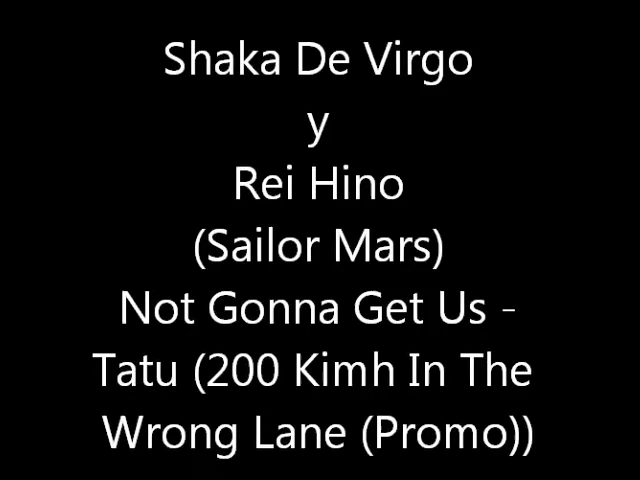 Shaka De Virgo
y
Rei Hino
(Sailor Mars)
Not Gonna Get Us -
Tatu (200 Kimh In The
Wrong Lane (Promo))